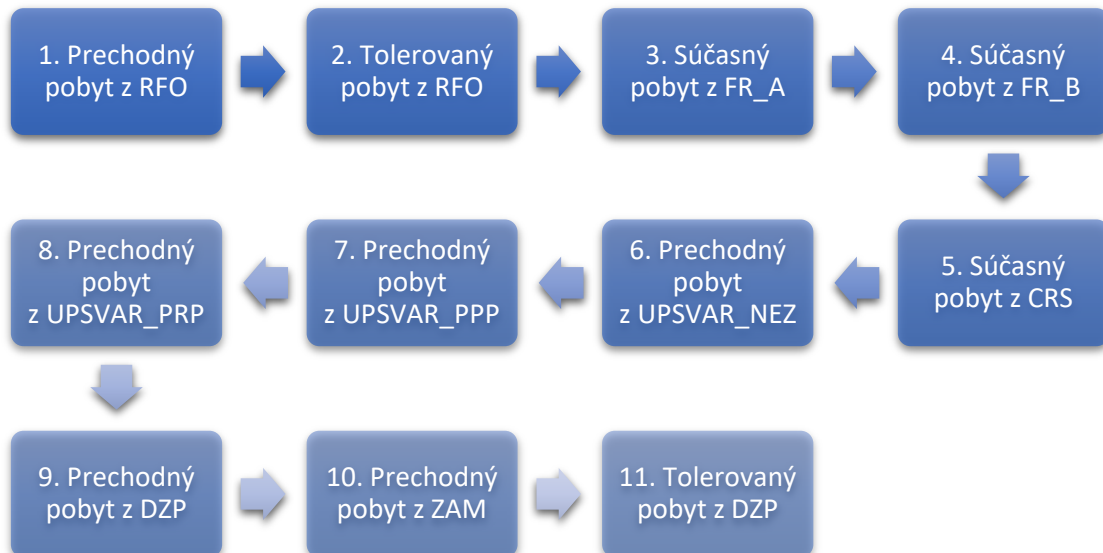 1. Prechodný
pobyt z RFO
2. Tolerovaný
pobyt z RFO
3. Súčasný
pobyt z FR_A
4. Súčasný
pobyt z FR_B
5. Súčasný
pobyt z CRS
6. Prechodný
pobyt
z UPSVAR_NEZ
7. Prechodný
pobyt
z UPSVAR_PPP
8. Prechodný
pobyt
z UPSVAR_PRP
9. Prechodný
pobyt z DZP
10. Prechodný
pobyt z ZAM
11. Tolerovaný
pobyt z DZP